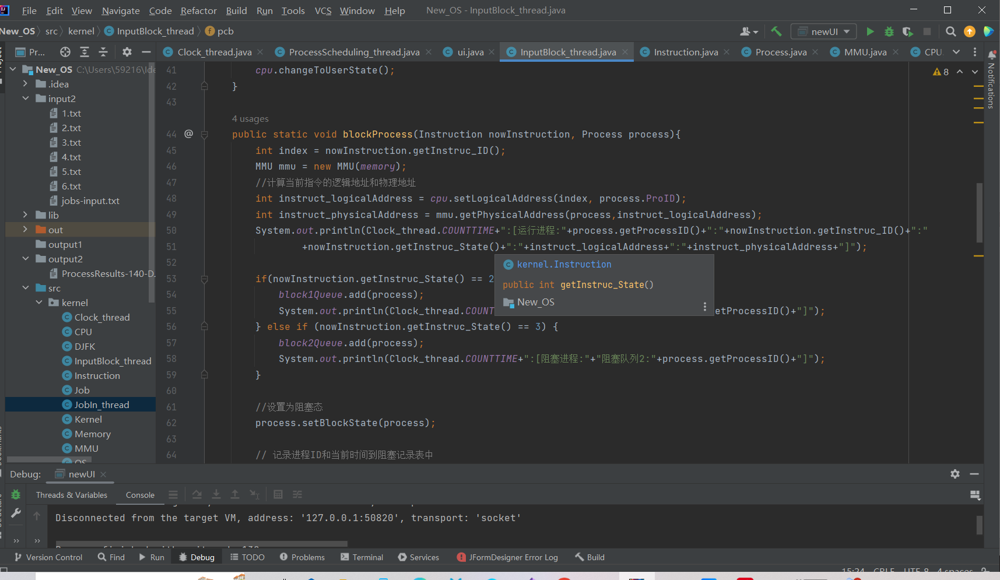 File Edit View Navigate Code Refactor Build Run Tools VCS Window Help New_OS - InputBlock_thread.java
New_OS src kernel InputBlock_thread pcb newUI
Pr... Clock_thread.java ProcessScheduling_thread.java ui.java InputBlock_thread.java Instruction.java Process.java MMU.java CPU
New_OS C:\Users\59216\Ide
.idea
input2
1.txt
2.txt
3.txt
4.txt
5.txt
6.txt
jobs-input.txt
lib
out
output1
output2
ProcessResults-140-D
src
kernel
Clock_thread
CPU
DJFK
InputBlock_thread
Instruction
Job
JobIn_thread
Kernel
Memory
MMU
OS
8
Notifications
41 cpu.changeToUserState();
42 }
43
4 usages
44 @ public static void blockProcess(Instruction nowInstruction, Process process){
45 int index = nowInstruction.getInstruc_ID();
46 MMU mmu = new MMU(memory);
47 //计算当前指令的逻辑地址和物理地址
48 int instruct_logicalAddress = cpu.setLogicalAddress(index, process.ProID);
49 int instruct_physicalAddress = mmu.getPhysicalAddress(process,instruct_logicalAddress);
50 System.out.println(Clock_thread.COUNTTIME+":[运行进程:"+process.getProcessID()+":"+nowInstruction.getInstruc_ID()+":"
51 +nowInstruction.getInstruc_State()+":"+instruct_logicalAddress+":"+instruct_physicalAddress+"]");
52
53 if(nowInstruction.getInstruc_State() == 2
54 block1Queue.add(process);
55 System.out.println(Clock_thread.COUNT etProcessID()+"]");
56 } else if (nowInstruction.getInstruc_State() == 3) {
57 block2Queue.add(process);
58 System.out.println(Clock_thread.COUNTTIME+":[阻塞进程:"+"阻塞队列2:"+process.getProcessID()+"]");
59 }
60
61 //设置为阻塞态
62 process.setBlockState(process);
63
64 // 记录进程ID和当前时间到阻塞记录表中
kernel.Instruction
public int getInstruc_State()
New_OS
Debug: newUI
Threads & Variables Console
Disconnected from the target VM, address: '127.0.0.1:50820', transport: 'socket'
Version Control Find Run Debug TODO Problems Terminal Services JFormDesigner Error Log Build
15:24 CRLF UTF-8 4 spaces